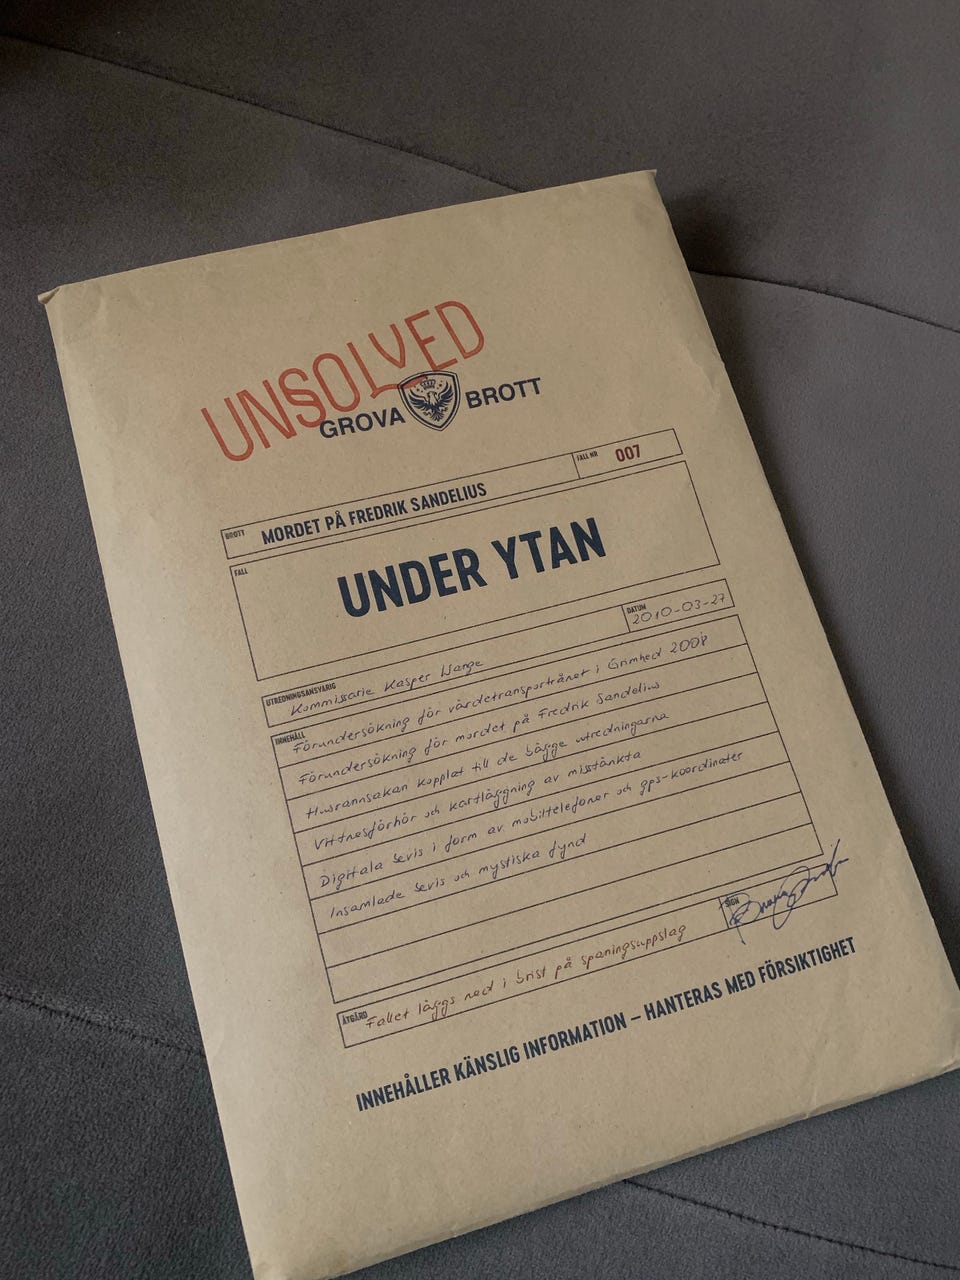 UNSOLVED
GROVA BROTT
BROTT MORDET PÅ FREDRIK SANDELIUS
FALL NR 007
FALL
UNDER YTAN
DATUM
2010-03-27
UTREDNINGSANSVARIG
Kommissarie Kasper Wange
INNEHÅLL
Förundersökning för värdetransportrånet i Grimhed 2008
Förundersökning för mordet på Fredrik Sandelius
Husrannsakan kopplat till de bägge utredningarna
Vittnesförhör och kartläggning av misstänkta
Digitala bevis i form av mobiltelefoner och gps-koordinater
Insamlade bevis och mystiska fynd
SIGN
ÅTGÄRD Fallet läggs ned i brist på spaningsuppslag
INNEHÅLLER KÄNSLIG INFORMATION – HANTERAS MED FÖRSIKTIGHET